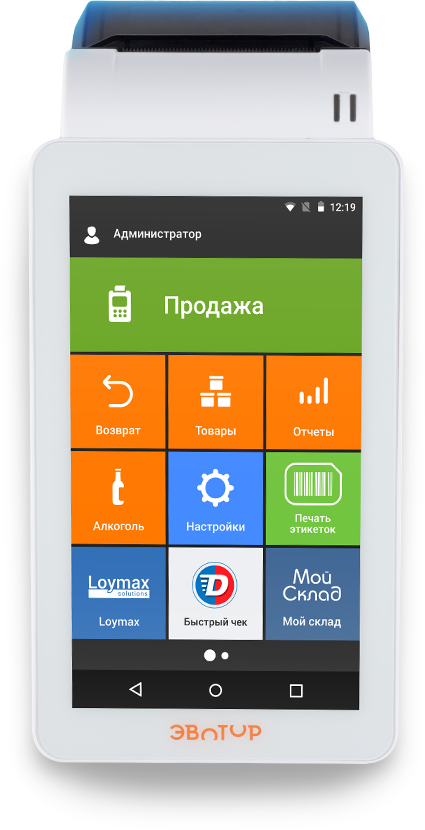 12:19
Администратор
Продажа
Возврат
Товары
Отчеты
Алкоголь
Настройки
Печать
этикеток
Loymax
solutions
Loymax
D
Быстрый чек
Мой
Склад
Мой склад
ЭВОТОР